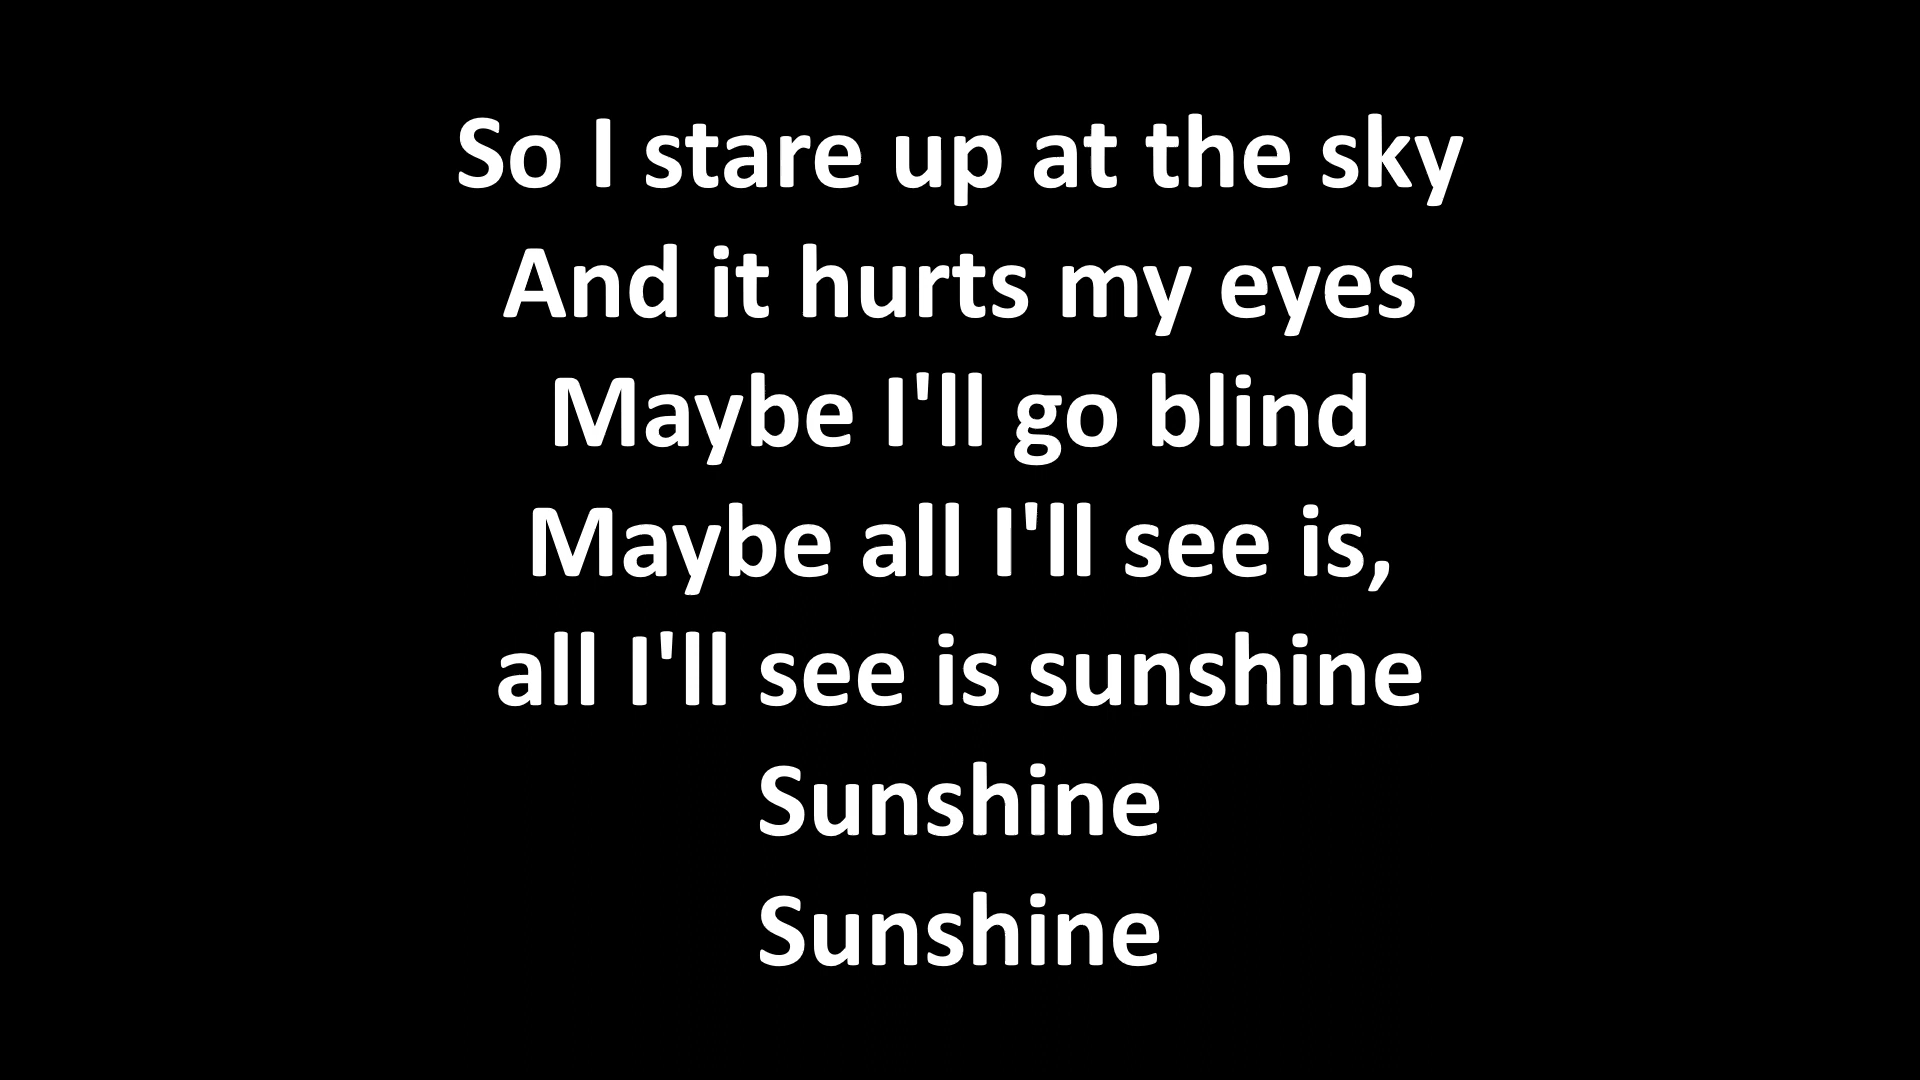 So I stare up at the sky
And it hurts my eyes
Maybe I'll go blind
Maybe all I'll see is,
all I'll see is sunshine
Sunshine
Sunshine